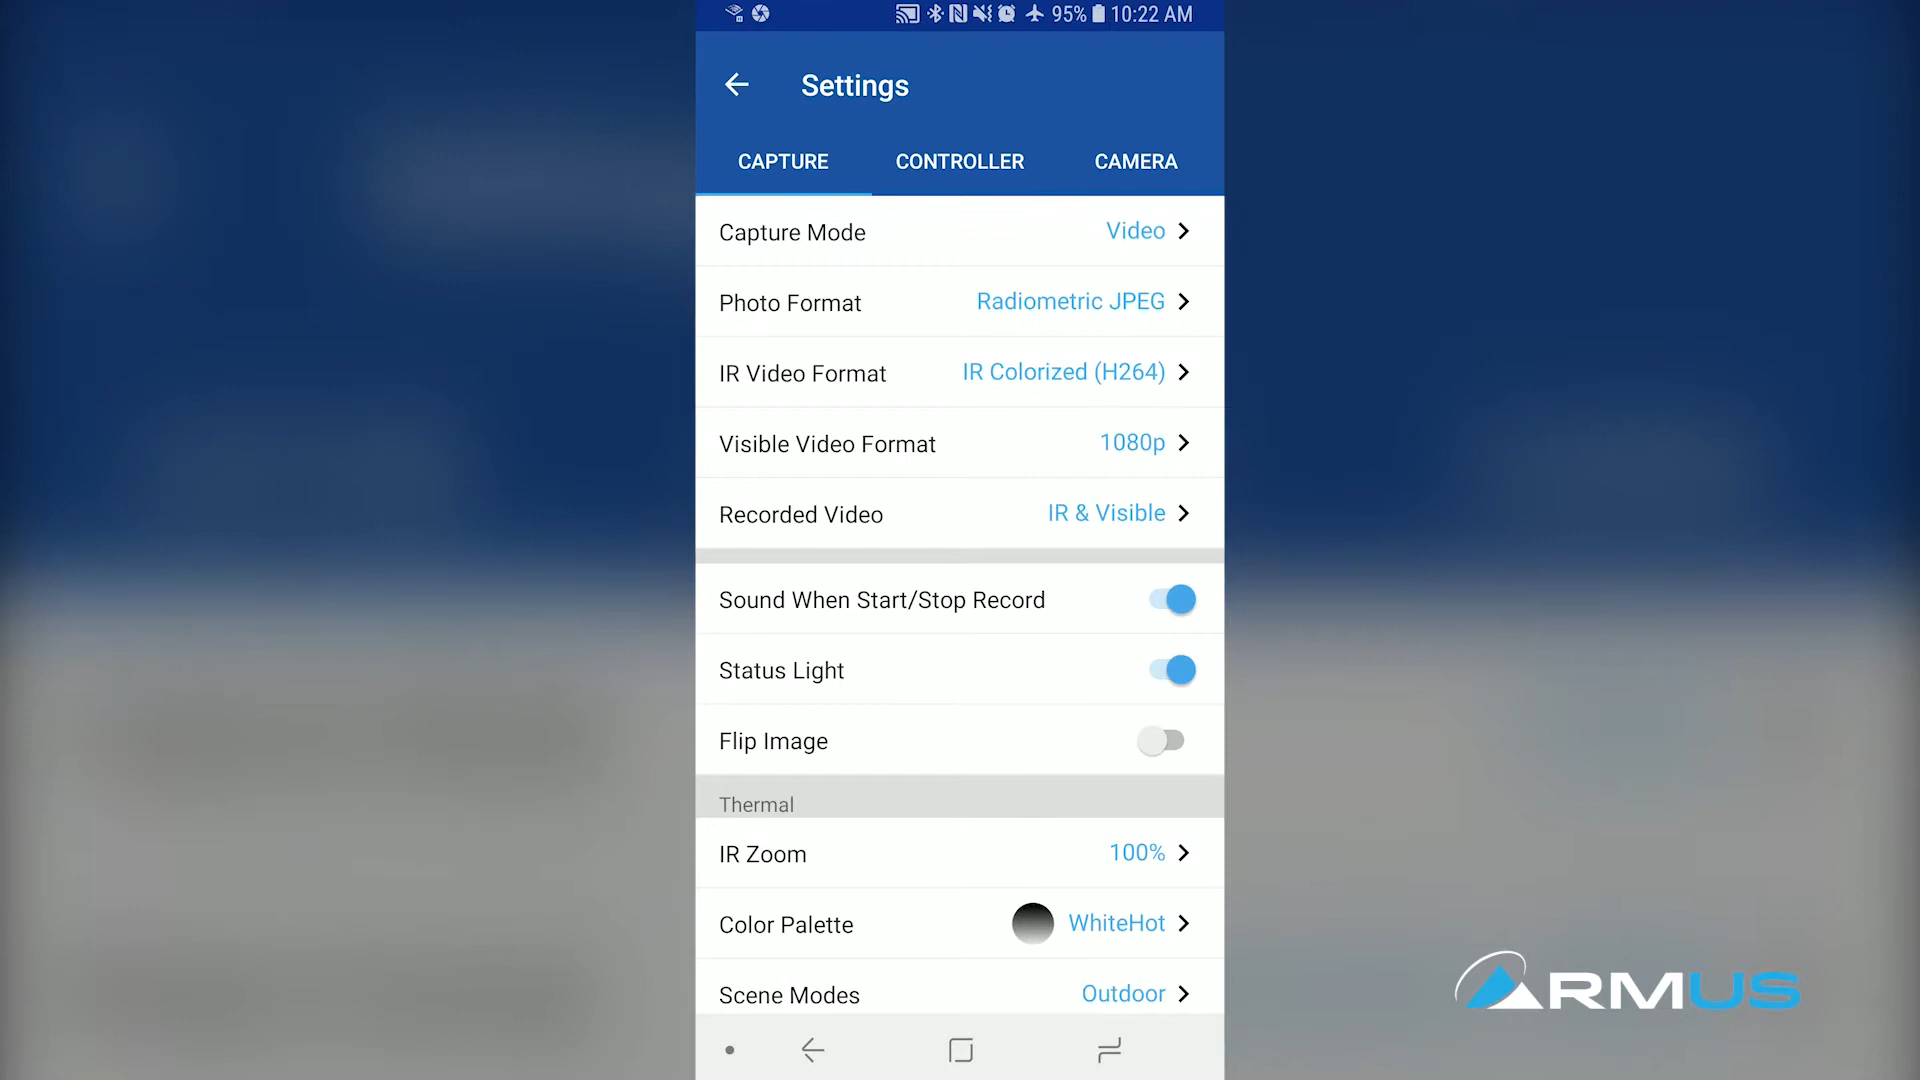 95% 10:22 AM
Settings
CAPTURE CONTROLLER CAMERA
Capture Mode Video
Photo Format Radiometric JPEG
IR Video Format IR Colorized (H264)
Visible Video Format 1080p
Recorded Video IR & Visible
Sound When Start/Stop Record
Status Light
Flip Image
Thermal
IR Zoom 100%
Color Palette WhiteHot
Scene Modes Outdoor
ARMUS